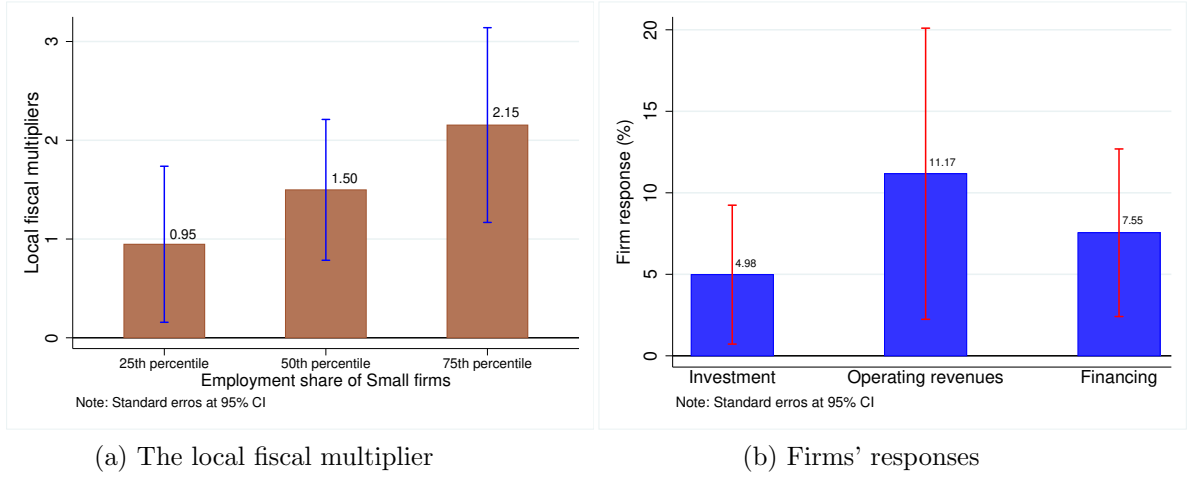 Local fiscal multipliers
3
2
1
0
0.95
1.50
2.15
25th percentile 50th percentile 75th percentile
Employment share of Small firms
Note: Standard erros at 95% CI
(a) The local fiscal multiplier
Firm response (%)
20
15
10
5
0
4.98
11.17
7.55
Investment Operating revenues Financing
Note: Standard erros at 95% CI
(b) Firms' responses